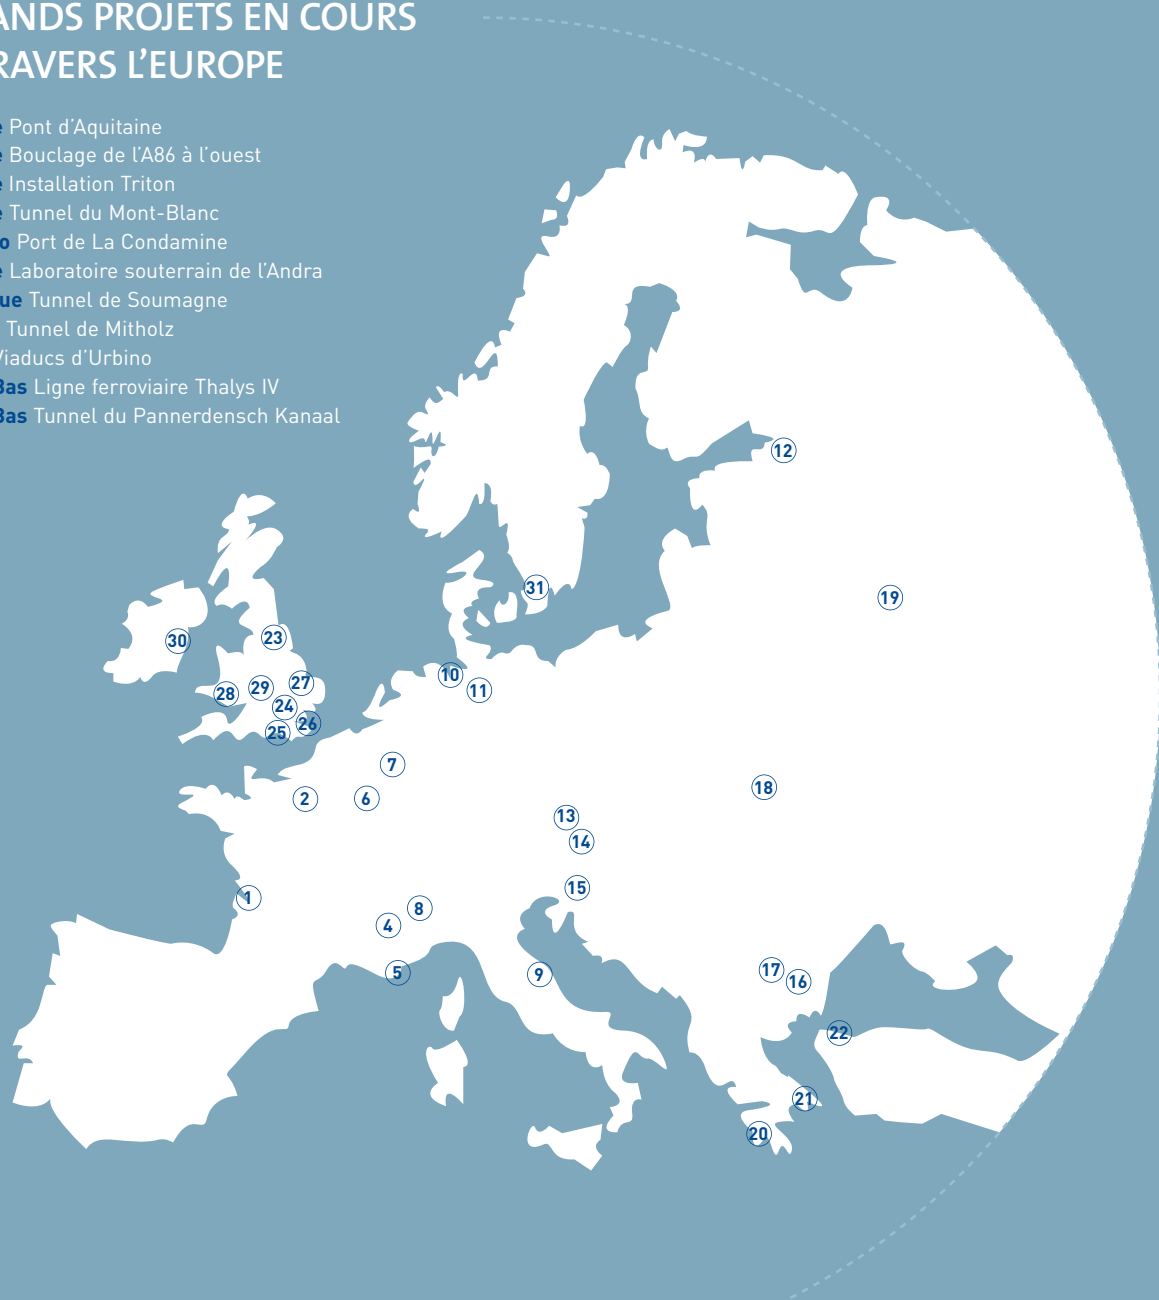 ANDS PROJETS EN COURS
RAVERS L’EUROPE
e Pont d’Aquitaine
e Bouclage de l’A86 à l’ouest
e Installation Triton
e Tunnel du Mont-Blanc
o Port de La Condamine
e Laboratoire souterrain de l’Andra
ue Tunnel de Soumagne
Tunnel de Mitholz
Viaducs d’Urbino
Bas Ligne ferroviaire Thalys IV
Bas Tunnel du Pannerdensch Kanaal
12
31
19
30
23
10
27
29
11
28
24
26
25
7
18
2
6
13
14
15
1
8
4
17
5
9
16
22
21
20